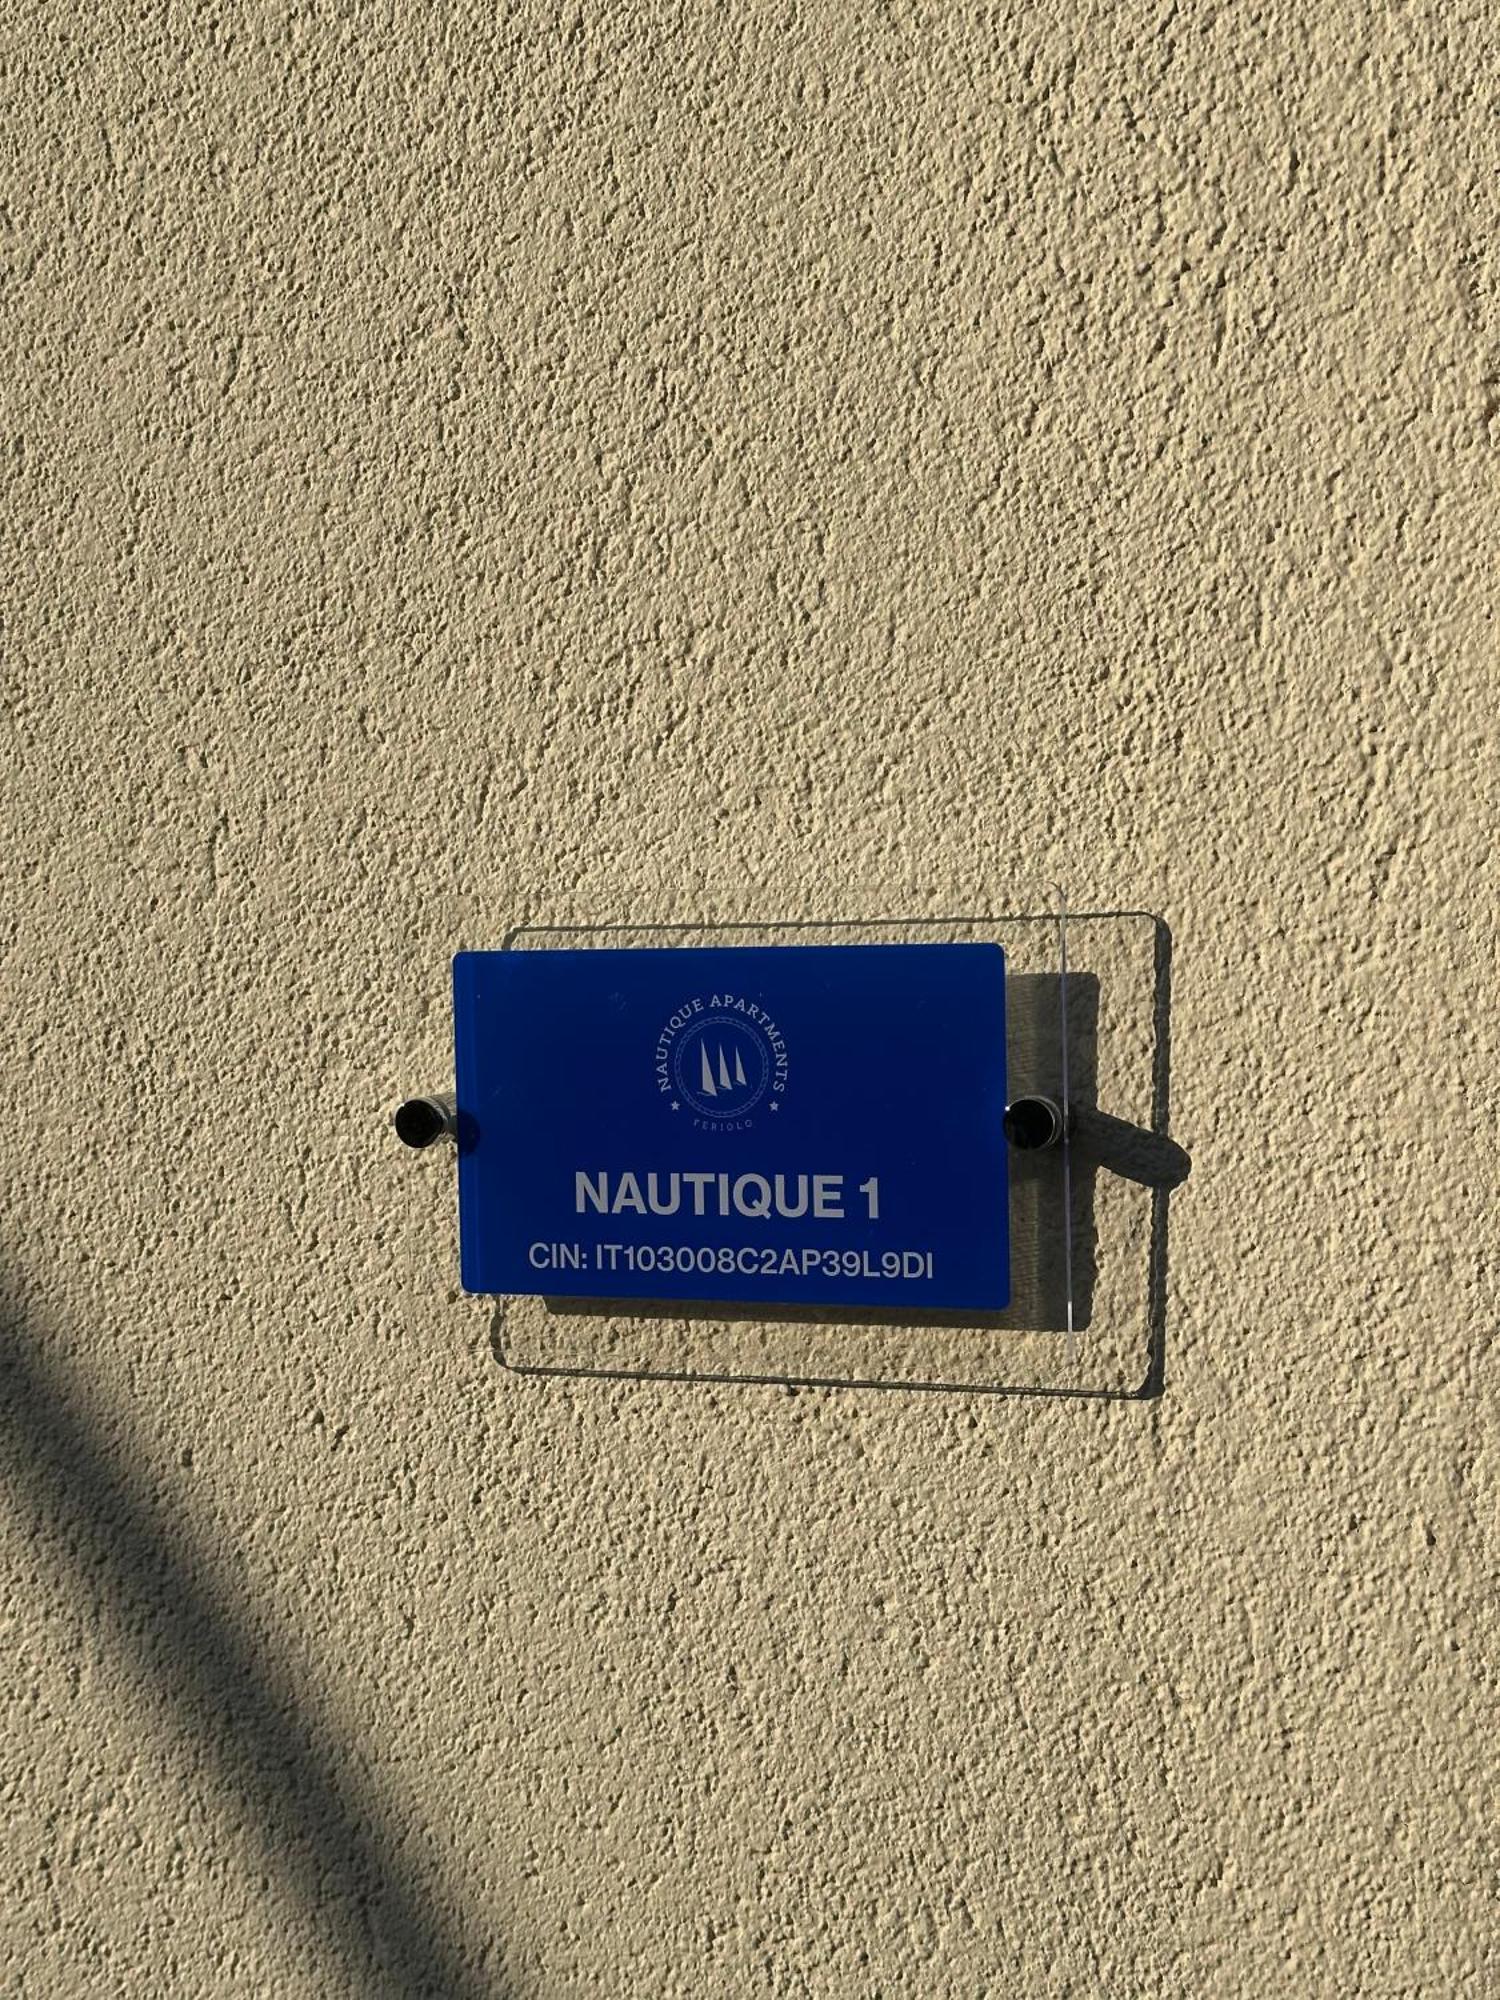 NAUTIQUE APARTMENTS
FERIOLO
NAUTIQUE 1
CIN: IT103008C2AP39L9DI